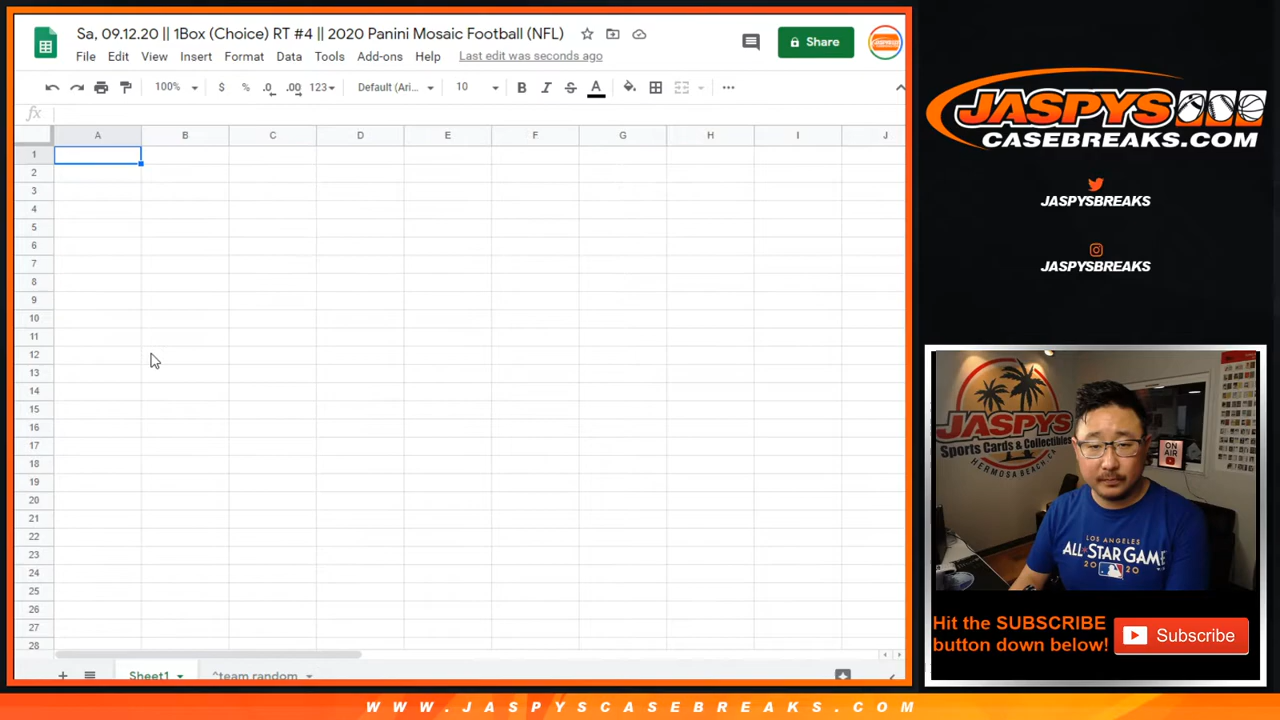 Sa, 09.12.20 || 1Box (Choice) RT #4 || 2020 Panini Mosaic Football (NFL)
File Edit View Insert Format Data Tools Add-ons Help Last edit was seconds ago
Share
100% $ % .0 .00 123 Default (Ari... 10 B I S A
fx
A B C D E F G H I J
1
2
3
4
5
6
7
8
9
10
11
12
13
14
15
16
17
18
19
20
21
22
23
24
25
26
27
28
Sheet1 ^team random
JASPYS
CASEBREAKS.COM
JASPYSBREAKS
JASPYSBREAKS
JASPYS
Sports Cards & Collectibles
HERMOSA BEACH, CA
ON AIR
LOS ANGELES
ALL STAR GAME
2020
Hit the SUBSCRIBE
button down below!
Subscribe
WWW.JASPYSCASEBREAKS.COM